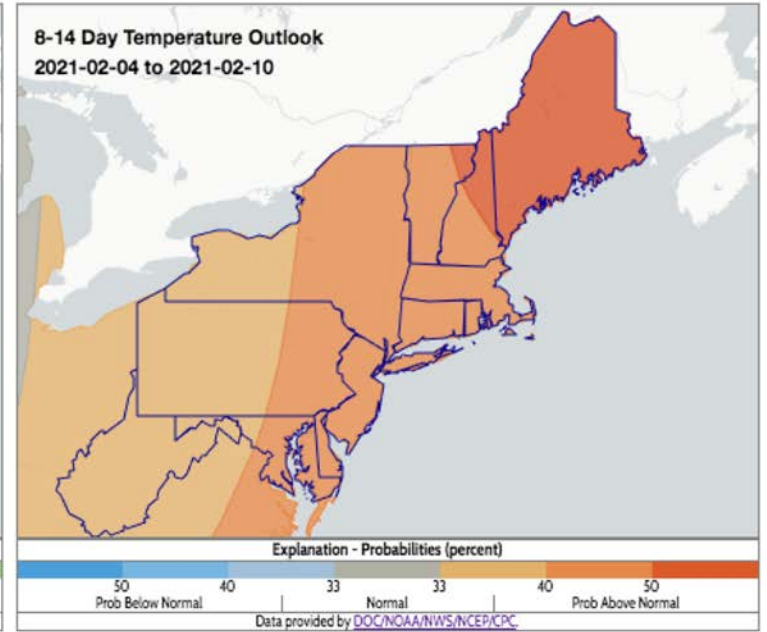 8-14 Day Temperature Outlook
2021-02-04 to 2021-02-10
Explanation - Probabilities (percent)
50 40 33 33 40 50
Prob Below Normal | Normal | Prob Above Normal
Data provided by DOC/NOAA/NWS/NCEP/CPC.